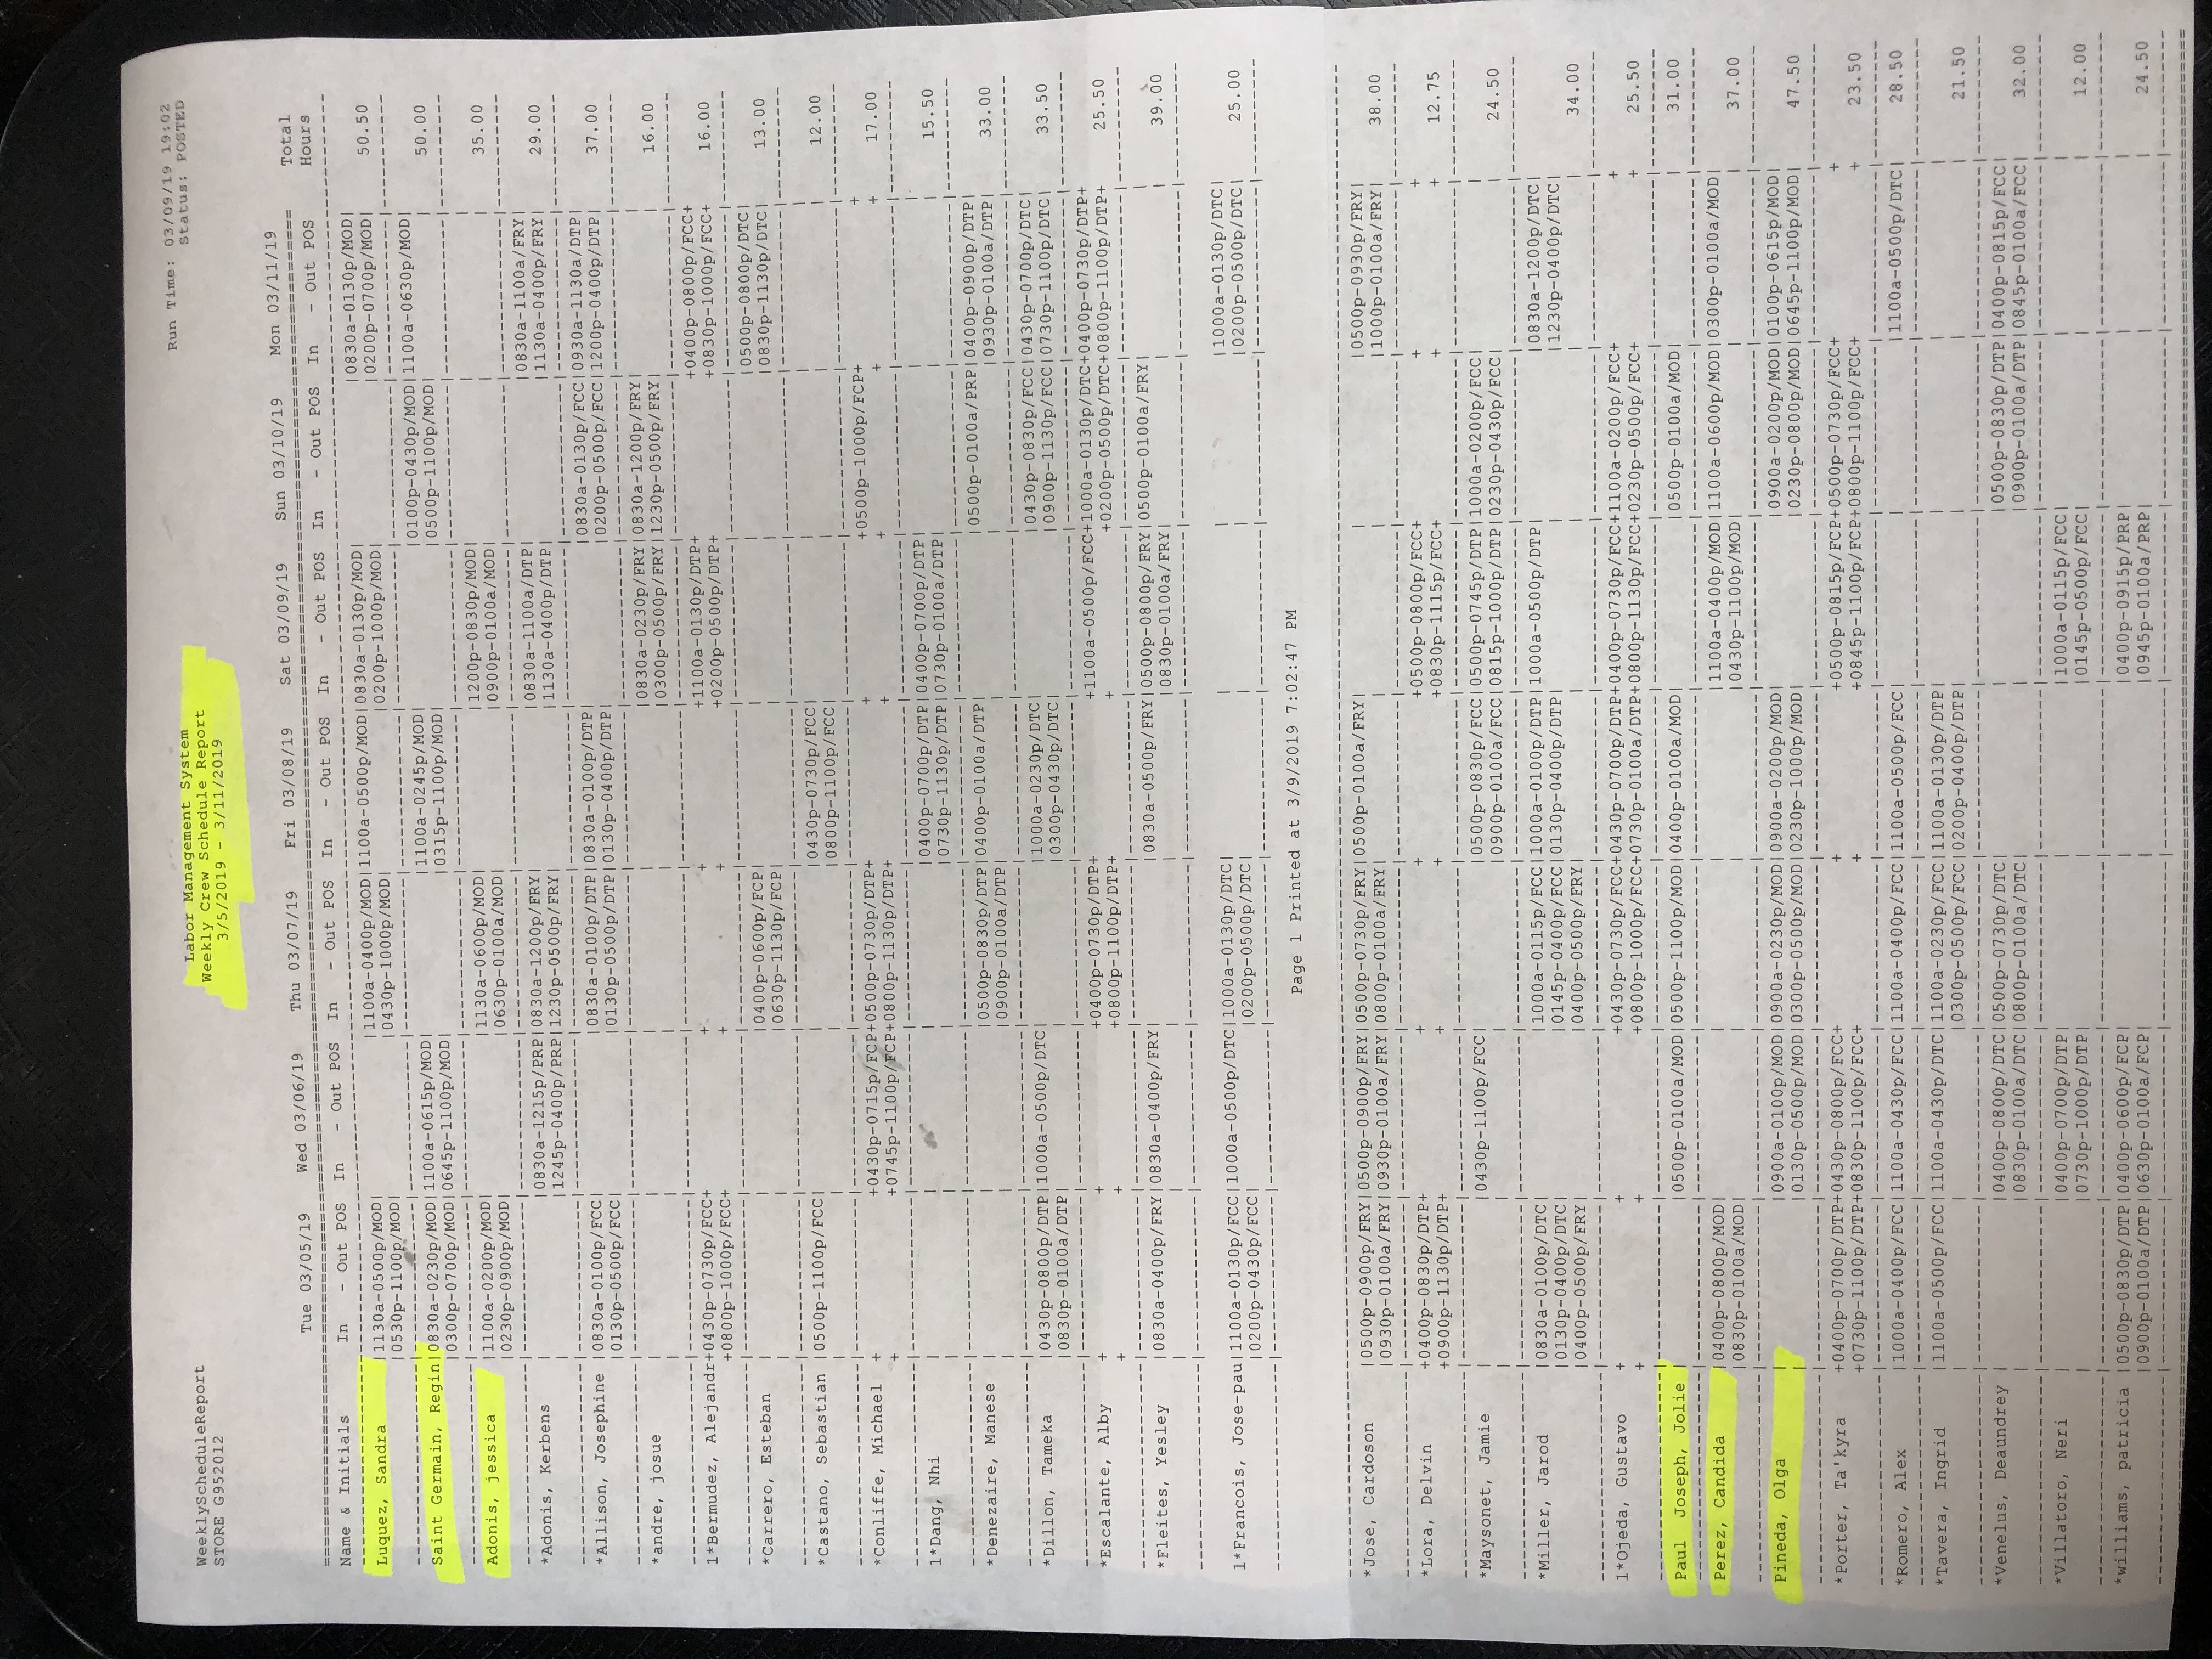 WeeklyScheduleReport
STORE G952012
Labor Management System
Weekly Crew Schedule Report
3/5/2019 - 3/11/2019
Run Time: 03/09/19 19:02
Status: POSTED
Tue 03/05/19 Wed 03/06/19 Thu 03/07/19 Fri 03/08/19 Sat 03/09/19 Sun 03/10/19 Mon 03/11/19 Total
Name & Initials In - Out POS In - Out POS In - Out POS In - Out POS In - Out POS In - Out POS In - Out POS Hours
Luquez, Sandra |1130a-0500p/MOD| |1100a-0400p/MOD|1100a-0500p/MOD|0830a-0130p/MOD| |0830a-0130p/MOD| 50.50
|0530p-1100p/MOD| |0430p-1000p/MOD| |0200p-1000p/MOD| |0200p-0700p/MOD|
Saint Germain, Regin|0830a-0230p/MOD|1100a-0615p/MOD| |1100a-0245p/MOD| |0100p-0430p/MOD|1100a-0630p/MOD| 50.00
|0300p-0700p/MOD|0645p-1100p/MOD| |0315p-1100p/MOD| |0500p-1100p/MOD| |
Adonis, jessica |1100a-0200p/MOD| |1130a-0600p/MOD| |1200p-0830p/MOD| | | 35.00
|0230p-0900p/MOD| |0630p-0100a/MOD| |0900p-0100a/MOD| | |
*Adonis, Kerbens | |0830a-1215p/PRP|0830a-1200p/FRY| |0830a-1100a/DTP| |0830a-1100a/FRY| 29.00
| |1245p-0400p/PRP|1230p-0500p/FRY| |1130a-0400p/DTP| |1130a-0400p/FRY|
*Allison, Josephine |0830a-0100p/FCC| |0830a-0100p/DTP|0830a-0100p/DTP| |0830a-0130p/FCC|0930a-1130a/DTP| 37.00
|0130p-0500p/FCC| |0130p-0500p/DTP|0130p-0400p/DTP| |0200p-0500p/FCC|1200p-0400p/DTP|
*andre, josue | | | | |0830a-0230p/FRY|0830a-1200p/FRY| | 16.00
| | | | |0300p-0500p/FRY|1230p-0500p/FRY| |
1*Bermudez, Alejandr+0430p-0730p/FCC+ + + +1100a-0130p/DTP+ +0400p-0800p/FCC+ 16.00
+0800p-1000p/FCC+ + + +0200p-0500p/DTP+ +0830p-1000p/FCC+
*Carrero, Esteban | | |0400p-0600p/FCP| | | |0500p-0800p/DTC| 13.00
| | |0630p-1130p/FCP| | | |0830p-1130p/DTC|
*Castano, Sebastian |0500p-1100p/FCC| | |0430p-0730p/FCC| | | | 12.00
| | | |0800p-1100p/FCC| | | |
*Conliffe, Michael + +0430p-0715p/FCP+0500p-0730p/DTP+ + +0500p-1000p/FCP+ + 17.00
+ +0745p-1100p/FCP+0800p-1130p/DTP+ + + + +
1*Dang, Nhi | | | |0400p-0700p/DTP|0400p-0700p/DTP| | | 15.50
| | | |0730p-1130p/DTP|0730p-0100a/DTP| | |
*Denezaire, Manese | | |0500p-0830p/DTP|0400p-0100a/DTP| |0500p-0100a/PRP|0400p-0900p/DTP| 33.00
| | |0900p-0100a/DTP| | | |0930p-0100a/DTP|
*Dillon, Tameka |0430p-0800p/DTP|1000a-0500p/DTC| |1000a-0230p/DTC| |0430p-0830p/FCC|0430p-0700p/DTC| 33.50
|0830p-0100a/DTP| | |0300p-0430p/DTC| |0900p-1130p/FCC|0730p-1100p/DTC|
*Escalante, Alby + + +0400p-0730p/DTP+ +1100a-0500p/FCC+1000a-0130p/DTC+0400p-0730p/DTP+ 25.50
+ + +0800p-1100p/DTP+ + +0200p-0500p/DTC+0800p-1100p/DTP+
*Fleites, Yesley |0830a-0400p/FRY|0830a-0400p/FRY| |0830a-0500p/FRY|0500p-0800p/FRY|0500p-0100a/FRY| | 39.00
| | | | |0830p-0100a/FRY| | |
1*Francois, Jose-pau|1100a-0130p/FCC|1000a-0500p/DTC|1000a-0130p/DTC| | | |1000a-0130p/DTC| 25.00
|0200p-0430p/FCC| |0200p-0500p/DTC| | | |0200p-0500p/DTC|
Page 1 Printed at 3/9/2019 7:02:47 PM
*Jose, Cardoson |0500p-0900p/FRY|0500p-0900p/FRY|0500p-0730p/FRY|0500p-0100a/FRY| | |0500p-0930p/FRY| 38.00
|0930p-0100a/FRY|0930p-0100a/FRY|0800p-0100a/FRY| | | |1000p-0100a/FRY|
*Lora, Delvin +0400p-0830p/DTP+ + + +0500p-0800p/FCC+ + + 12.75
+0900p-1130p/DTP+ + + +0830p-1115p/FCC+ + +
*Maysonet, Jamie | |0430p-1100p/FCC| |0500p-0830p/FCC|0500p-0745p/DTP|1000a-0200p/FCC| | 24.50
| | | |0900p-0100a/FCC|0815p-1000p/DTP|0230p-0430p/FCC| |
*Miller, Jarod |0830a-0100p/DTC| |1000a-0115p/FCC|1000a-0100p/DTP|1000a-0500p/DTP| |0830a-1200p/DTC|
|0130p-0400p/DTC| |0145p-0400p/FCC|0130p-0400p/DTP| | |1230p-0400p/DTC|
|0400p-0500p/FRY| |0400p-0500p/FRY| | | | | 34.00
1*Ojeda, Gustavo + + +0430p-0730p/FCC+0430p-0700p/DTP+0400p-0730p/FCC+1100a-0200p/FCC+ +
+ + +0800p-1000p/FCC+0730p-0100a/DTP+0800p-1130p/FCC+0230p-0500p/FCC+ + 25.50
Paul Joseph, Jolie | |0500p-0100a/MOD|0500p-1100p/MOD|0400p-0100a/MOD| |0500p-0100a/MOD| | 31.00
Perez, Candida |0400p-0800p/MOD| | | |1100a-0400p/MOD|1100a-0600p/MOD|0300p-0100a/MOD|
|0830p-0100a/MOD| | | |0430p-1100p/MOD| | | 37.00
Pineda, Olga | |0900a-0100p/MOD|0900a-0230p/MOD|0900a-0200p/MOD| |0900a-0200p/MOD|0100p-0615p/MOD|
| |0130p-0500p/MOD|0300p-0500p/MOD|0230p-1000p/MOD| |0230p-0800p/MOD|0645p-1100p/MOD| 47.50
*Porter, Ta'kyra +0400p-0700p/DTP+0430p-0800p/FCC+ + +0500p-0815p/FCP+0500p-0730p/FCC+ +
+0730p-1100p/DTP+0830p-1100p/FCC+ + +0845p-1100p/FCP+0800p-1100p/FCC+ + 23.50
*Romero, Alex |1000a-0400p/FCC|1100a-0430p/FCC|1100a-0400p/FCC|1100a-0500p/FCC| | |1100a-0500p/DTC| 28.50
*Tavera, Ingrid |1100a-0500p/FCC|1100a-0430p/DTC|1100a-0230p/FCC|1100a-0130p/DTP| | | |
| | |0300p-0500p/FCC|0200p-0400p/DTP| | | | 21.50
*Venelus, Deaundrey | |0400p-0800p/DTC|0500p-0730p/DTC| | |0500p-0830p/DTP|0400p-0815p/FCC|
| |0830p-0100a/DTC|0800p-0100a/DTC| | |0900p-0100a/DTP|0845p-0100a/FCC| 32.00
*Villatoro, Neri | |0400p-0700p/DTP| | |1000a-0115p/FCC| | |
| |0730p-1000p/DTP| | |0145p-0500p/FCC| | | 12.00
*williams, patricia |0500p-0830p/DTP|0400p-0600p/FCP| | |0400p-0915p/PRP| | |
|0900p-0100a/DTP|0630p-0100a/FCP| | |0945p-0100a/PRP| | | 24.50